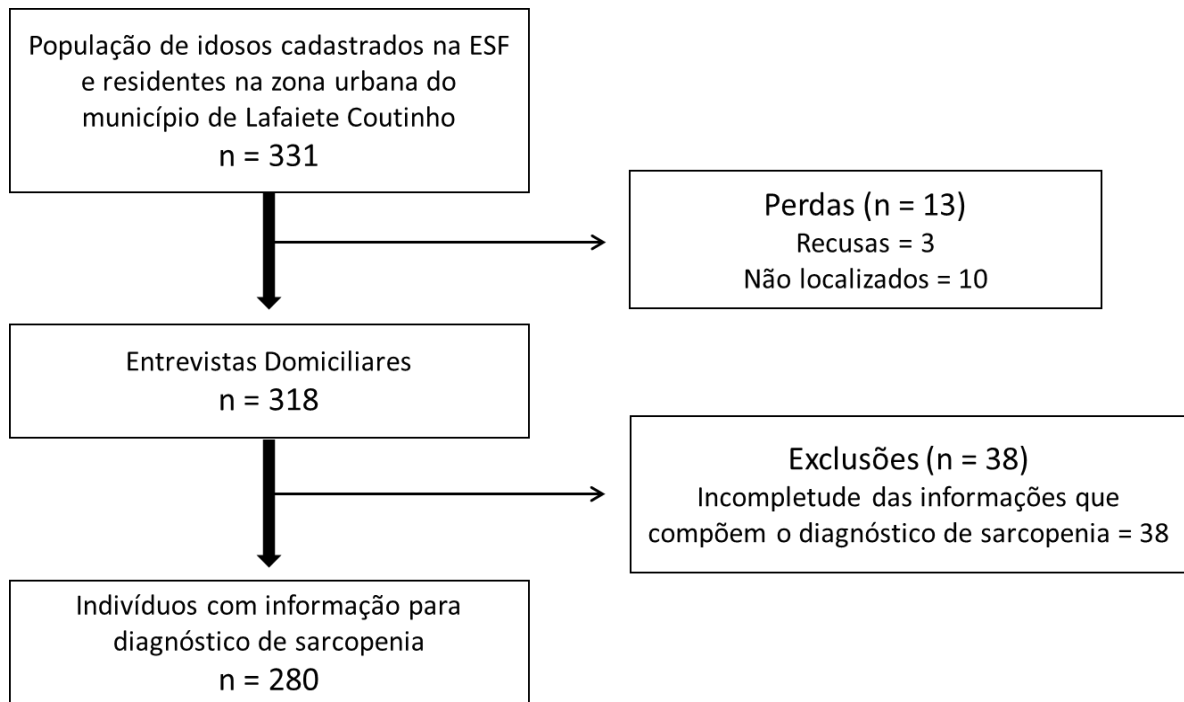 População de idosos cadastrados na ESF
e residentes na zona urbana do
município de Lafaiete Coutinho
n = 331
Perdas (n = 13)
Recusas = 3
Não localizados = 10
Entrevistas Domiciliares
n = 318
Exclusões (n = 38)
Incompletude das informações que
compõem o diagnóstico de sarcopenia = 38
Indivíduos com informação para
diagnóstico de sarcopenia
n = 280